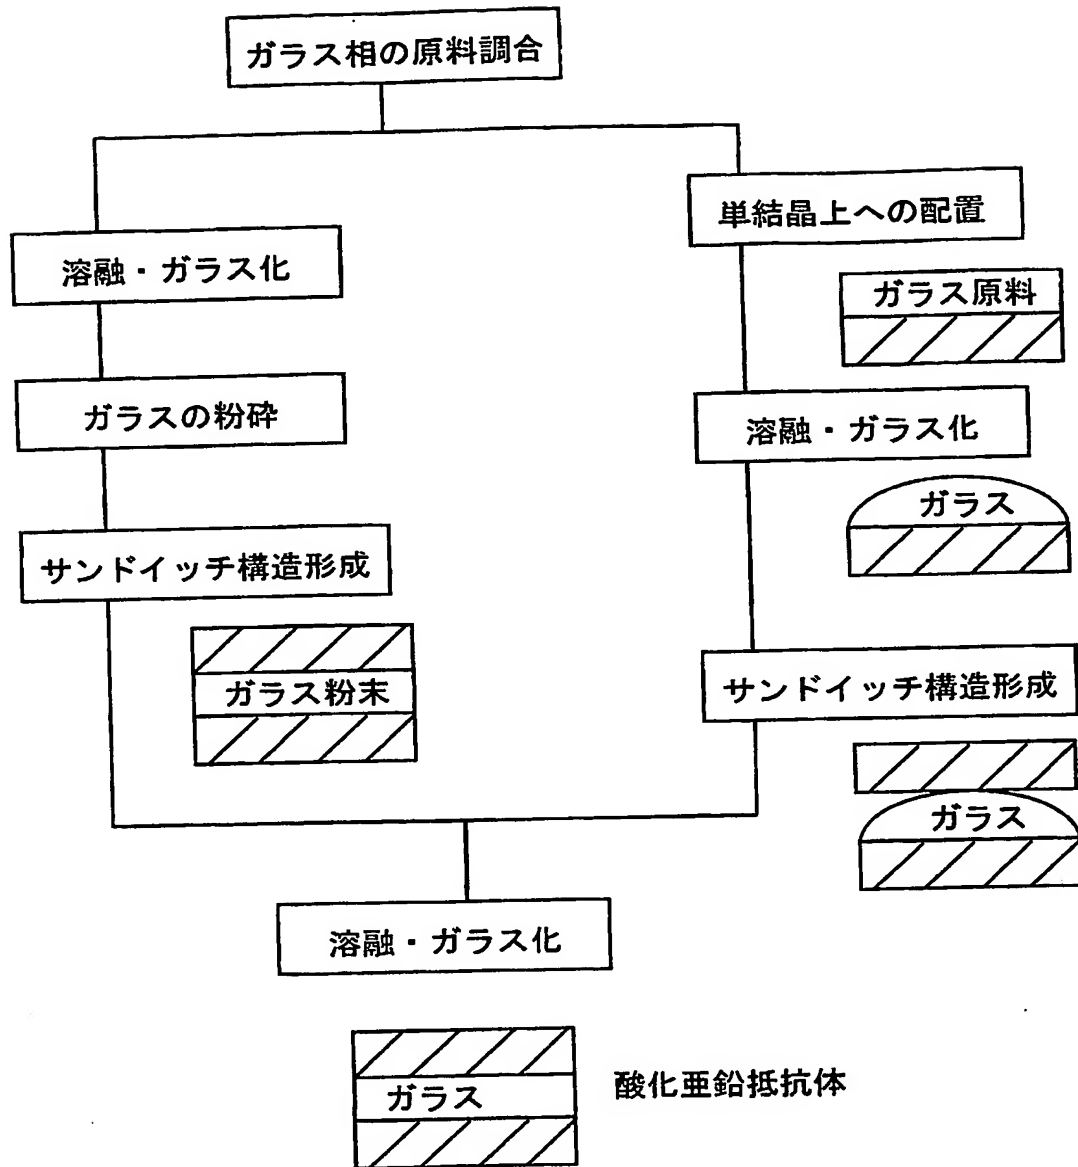 ガラス相の原料調合
溶融・ガラス化
ガラスの粉砕
サンドイッチ構造形成
ガラス粉末
単結晶上への配置
ガラス原料
溶融・ガラス化
ガラス
サンドイッチ構造形成
ガラス
溶融・ガラス化
ガラス
酸化亜鉛抵抗体